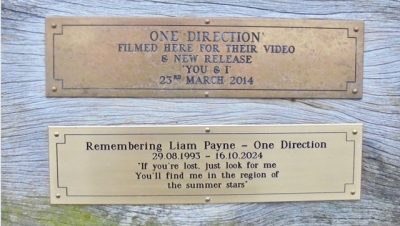 ONE DIRECTION
FILMED HERE FOR THEIR VIDEO
& NEW RELEASE
'YOU & I'
23RD MARCH 2014
Remembering Liam Payne – One Direction
29.08.1993 – 16.10.2024
"If you're lost, just look for me
You'll find me in the region of
the summer stars"